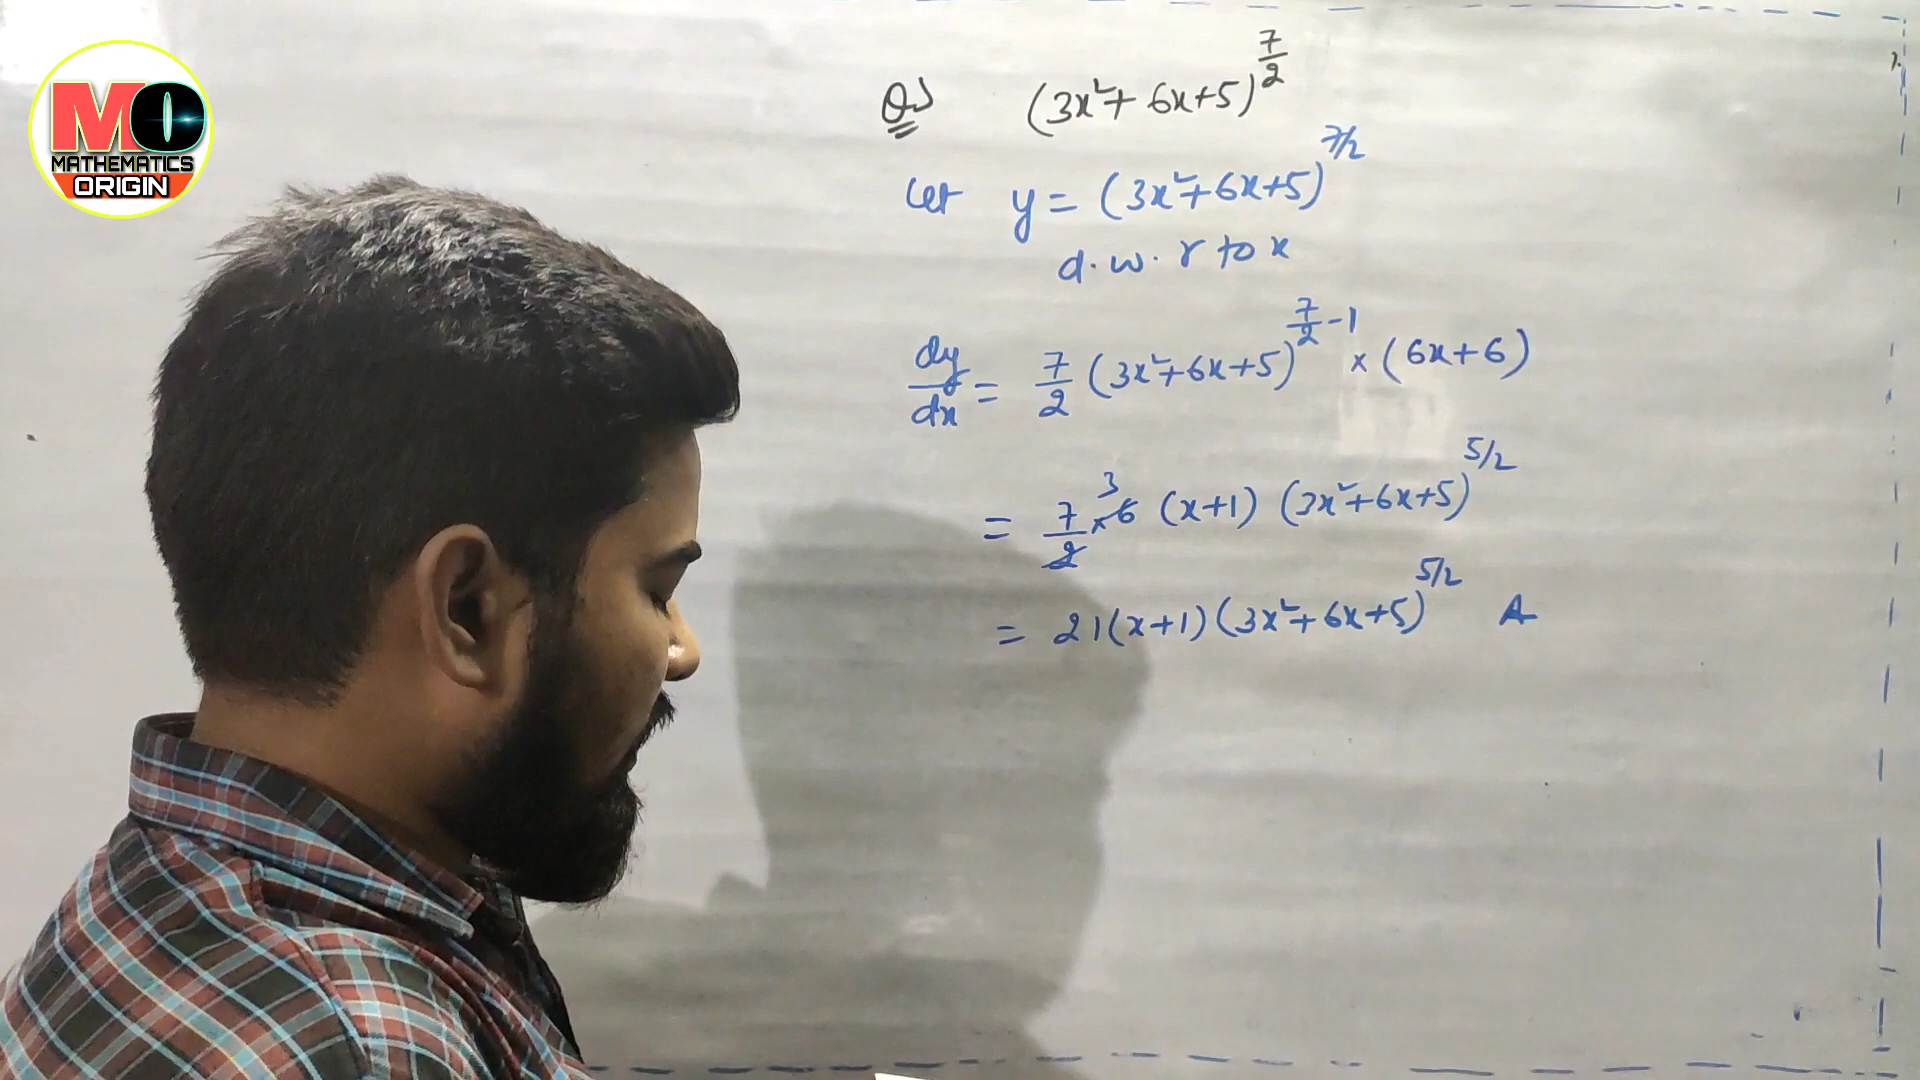 MO
MATHEMATICS
ORIGIN
Q (3x²+6x+5)^{7/2}
Let y = (3x²+6x+5)^{7/2}
d.w.r to x
dy/dx = 7/2 (3x²+6x+5)^{7/2-1} × (6x+6)
= 7/2 × 6 3 (x+1) (3x²+6x+5)^{5/2}
= 21(x+1)(3x²+6x+5)^{5/2} A